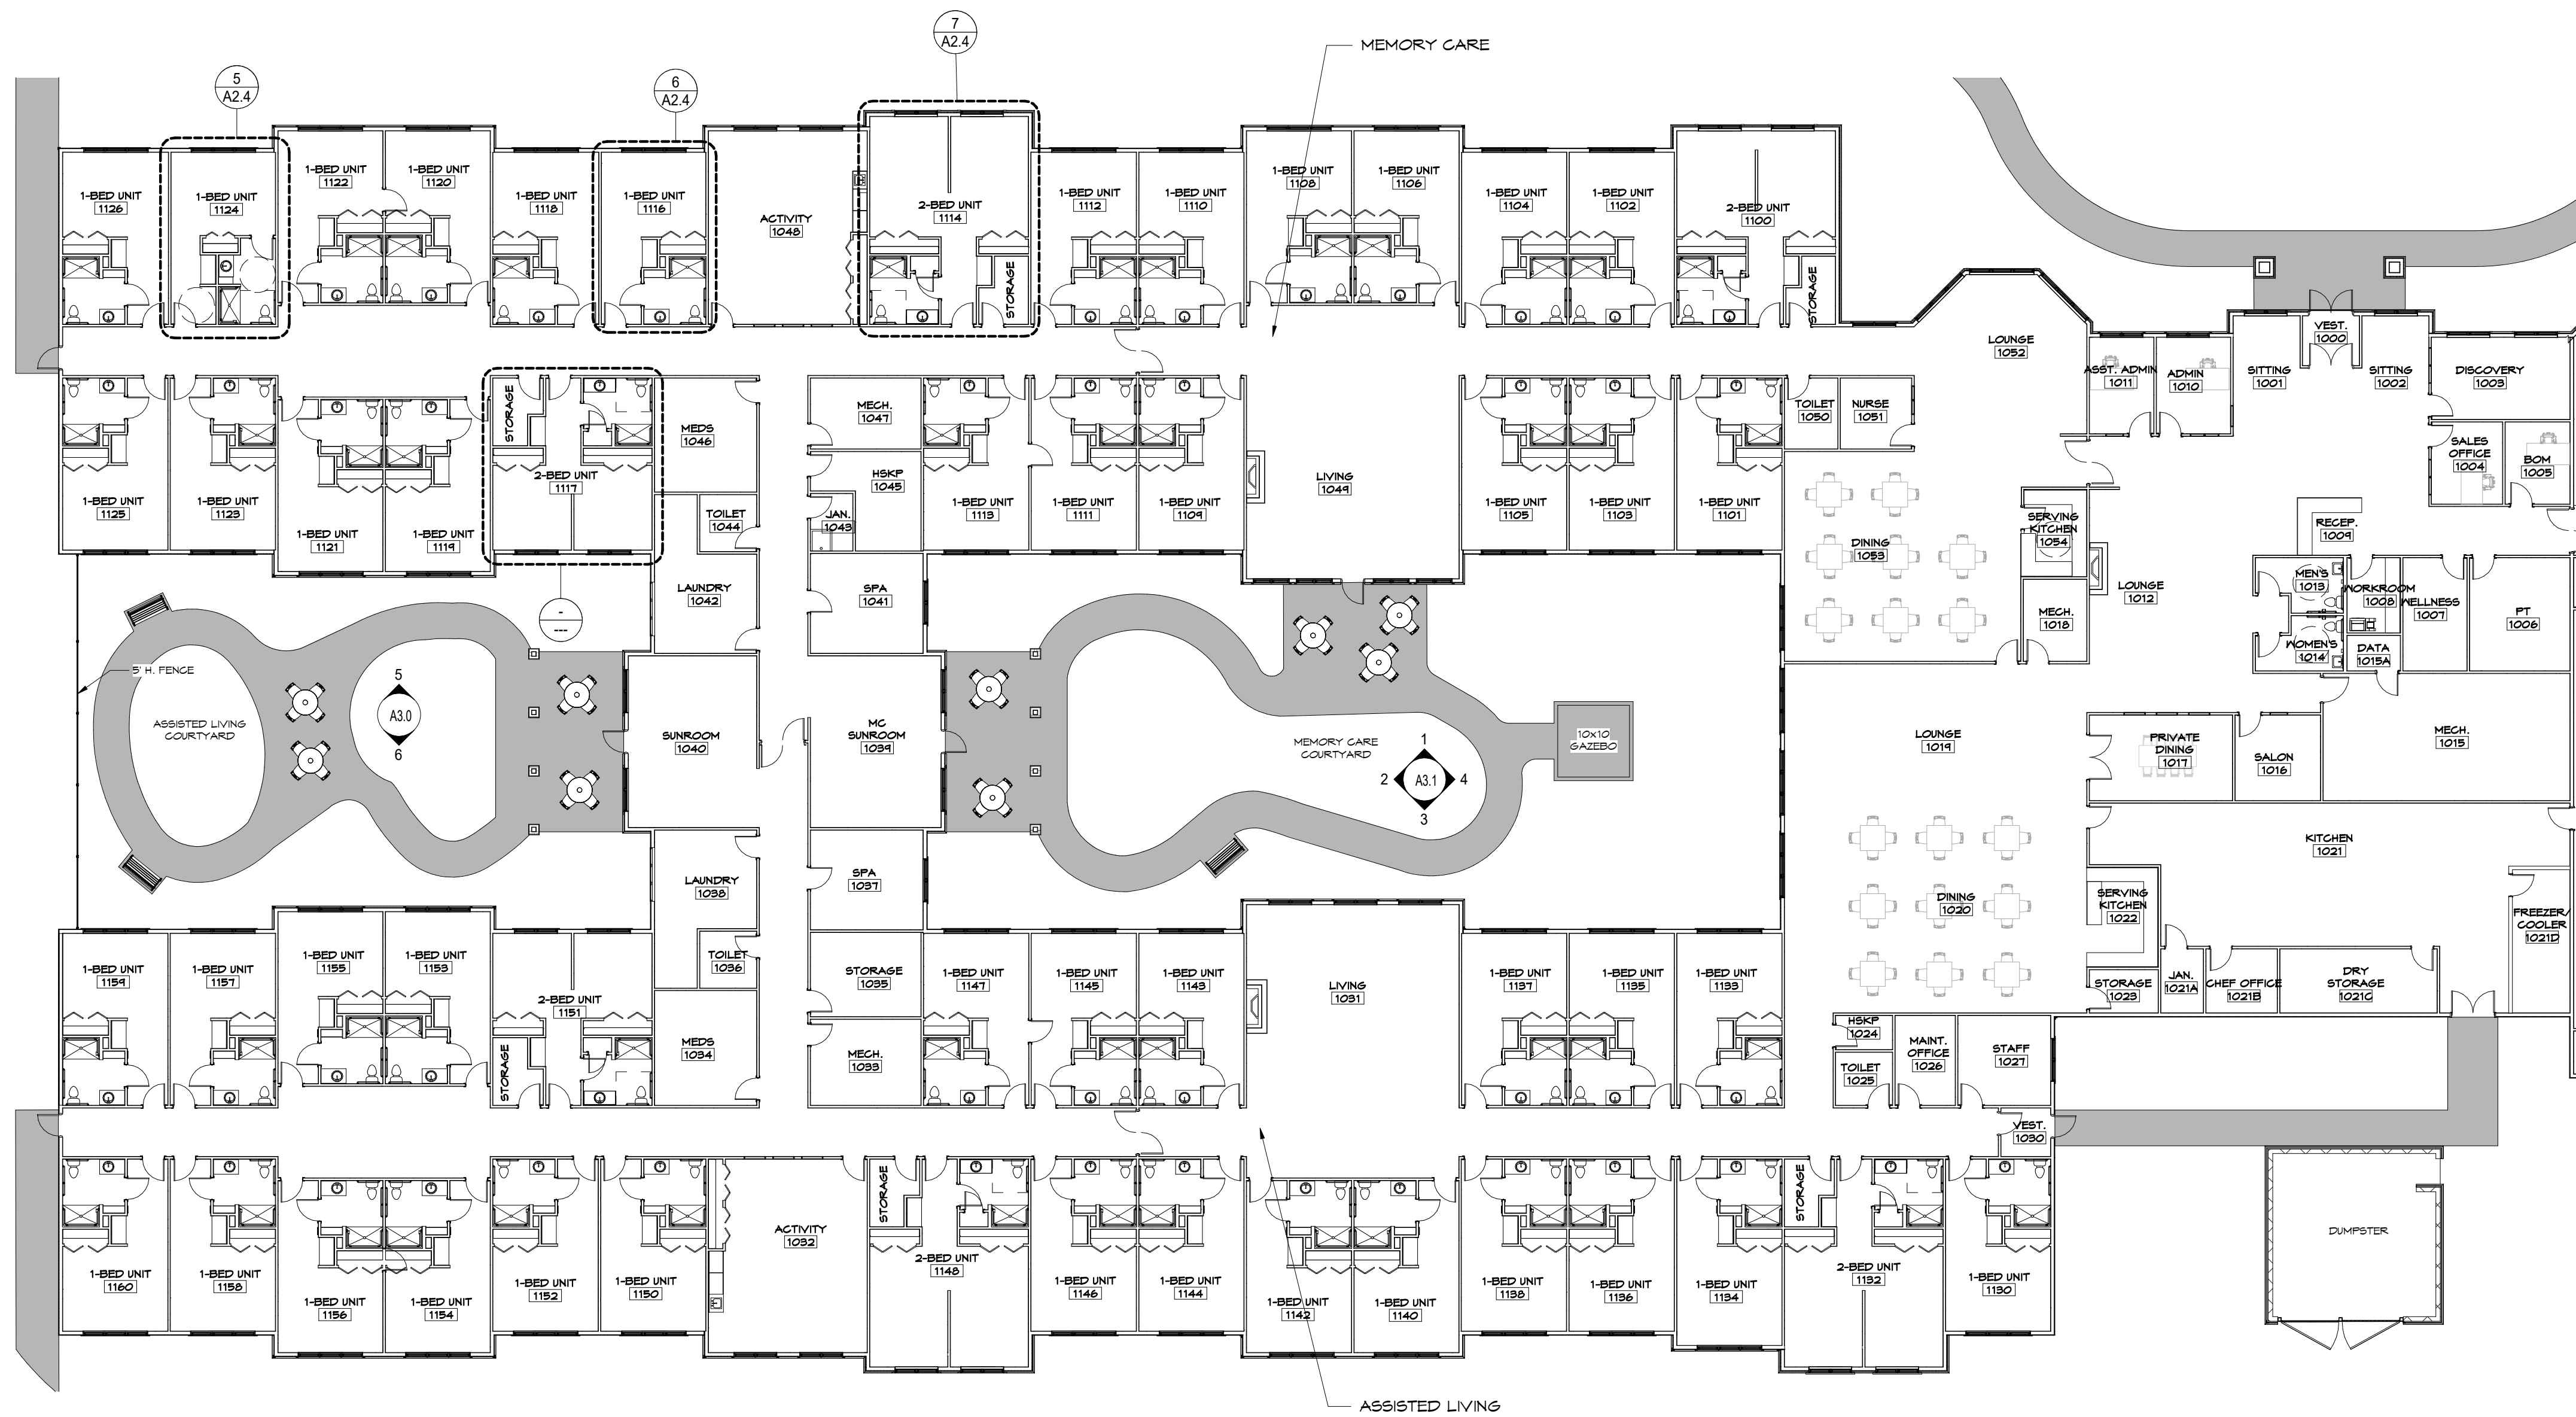 7
A2.4
MEMORY CARE
5
A2.4
6
A2.4
1-BED UNIT
1126
1-BED UNIT
1124
1-BED UNIT
1122
1-BED UNIT
1120
1-BED UNIT
1118
1-BED UNIT
1116
ACTIVITY
1048
2-BED UNIT
1114
STORAGE
1-BED UNIT
1112
1-BED UNIT
1110
1-BED UNIT
1108
1-BED UNIT
1106
1-BED UNIT
1104
1-BED UNIT
1102
2-BED UNIT
1100
STORAGE
LOUNGE
1052
ASST. ADMIN
1011
ADMIN
1010
SITTING
1001
VEST.
1000
SITTING
1002
DISCOVERY
1003
1-BED UNIT
1125
1-BED UNIT
1123
1-BED UNIT
1121
1-BED UNIT
1119
STORAGE
2-BED UNIT
1117
MEDS
1046
TOILET
1044
MECH.
1047
HSKP
1045
JAN.
1043
1-BED UNIT
1113
1-BED UNIT
1111
1-BED UNIT
1109
LIVING
1049
1-BED UNIT
1105
1-BED UNIT
1103
1-BED UNIT
1101
TOILET
1050
NURSE
1051
SALES
OFFICE
1004
BOM
1005
DINING
1053
SERVING
KITCHEN
1054
RECEP.
1009
LAUNDRY
1042
SPA
1041
MECH.
1018
LOUNGE
1012
MEN'S
1013
WORKROOM
1008
WELLNESS
1007
PT
1006
WOMEN'S
1014
DATA
1015A
-
---
5' H. FENCE
ASSISTED LIVING
COURTYARD
5
A3.0
6
SUNROOM
1040
MC
SUNROOM
1039
MEMORY CARE
COURTYARD
1
2
A3.1
4
3
10x10
GAZEBO
LOUNGE
1019
PRIVATE
DINING
1017
SALON
1016
MECH.
1015
LAUNDRY
1038
SPA
1037
DINING
1020
KITCHEN
1021
SERVING
KITCHEN
1022
FREEZER/
COOLER
1021D
1-BED UNIT
1159
1-BED UNIT
1157
1-BED UNIT
1155
1-BED UNIT
1153
2-BED UNIT
1151
STORAGE
TOILET
1036
MEDS
1034
STORAGE
1035
MECH.
1033
1-BED UNIT
1147
1-BED UNIT
1145
1-BED UNIT
1143
LIVING
1031
1-BED UNIT
1137
1-BED UNIT
1135
1-BED UNIT
1133
STORAGE
1023
JAN.
1021A
CHEF OFFICE
1021B
DRY
STORAGE
1021C
HSKP
1024
TOILET
1025
MAINT.
OFFICE
1026
STAFF
1027
VEST.
1030
1-BED UNIT
1160
1-BED UNIT
1158
1-BED UNIT
1156
1-BED UNIT
1154
1-BED UNIT
1152
1-BED UNIT
1150
ACTIVITY
1032
STORAGE
2-BED UNIT
1148
1-BED UNIT
1146
1-BED UNIT
1144
1-BED UNIT
1142
1-BED UNIT
1140
1-BED UNIT
1138
1-BED UNIT
1136
1-BED UNIT
1134
STORAGE
2-BED UNIT
1132
1-BED UNIT
1130
DUMPSTER
ASSISTED LIVING